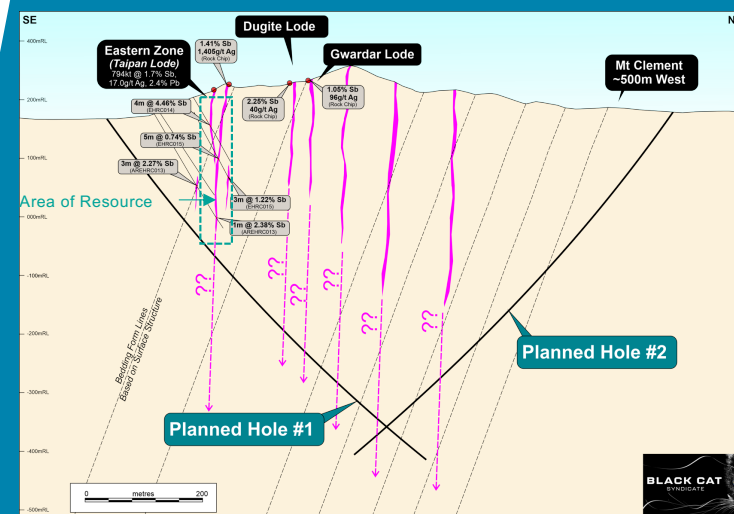 SE
N
400mRL
200mRL
100mRL
000mRL
-100mRL
-200mRL
-300mRL
-400mRL
-500mRL
Eastern Zone
(Taipan Lode)
794kt @ 1.7% Sb,
17.0g/t Ag, 2.4% Pb
1.41% Sb
1,405g/t Ag
(Rock Chip)
Dugite Lode
Gwardar Lode
Mt Clement
~500m West
2.25% Sb
40g/t Ag
(Rock Chip)
1.05% Sb
96g/t Ag
(Rock Chip)
4m @ 4.46% Sb
(EHRC014)
5m @ 0.74% Sb
(EHRC015)
3m @ 2.27% Sb
(AREHRC013)
3m @ 1.22% Sb
(EHRC015)
1m @ 2.38% Sb
(AREHRC013)
Area of Resource
??
??
??
??
??
??
Bedding Form Lines
Based on Surface Structure
Planned Hole #1
Planned Hole #2
0 metres 200
BLACK CAT
SYNDICATE